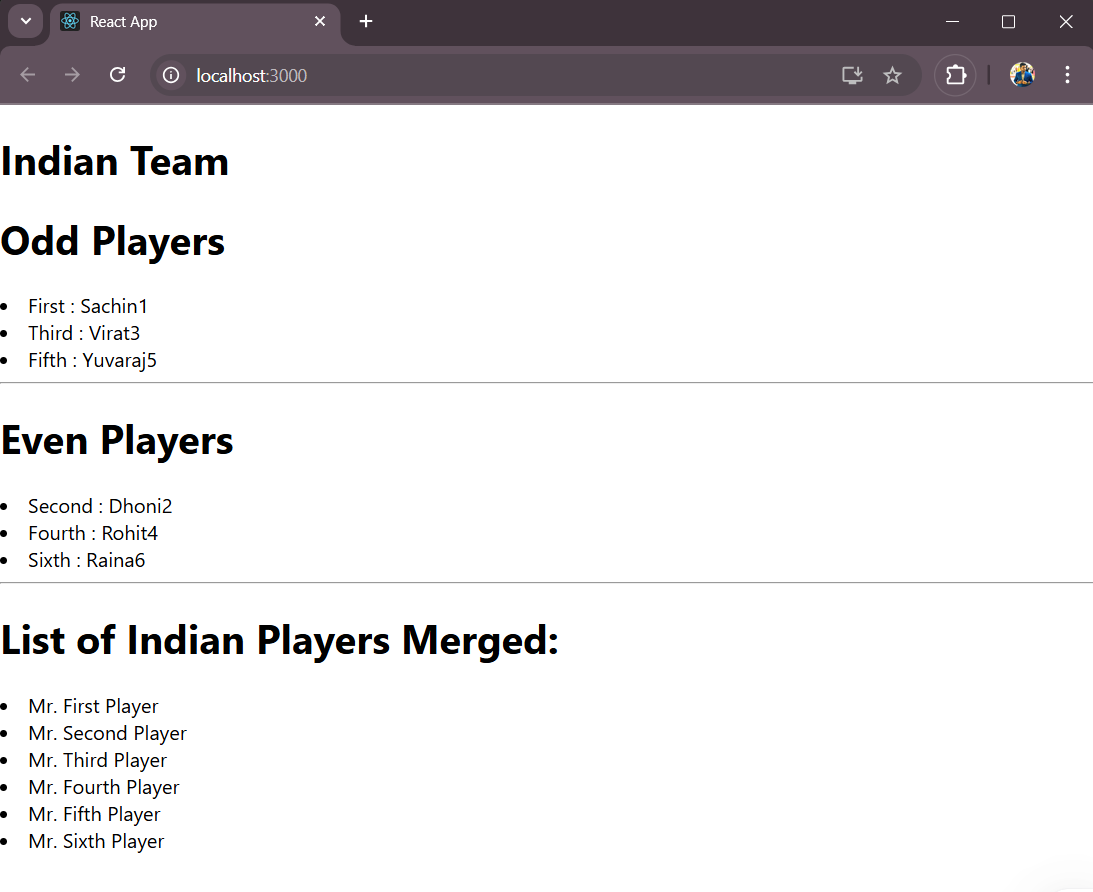 React App
localhost:3000
Indian Team
Odd Players
First : Sachin1
Third : Virat3
Fifth : Yuvaraj5
Even Players
Second : Dhoni2
Fourth : Rohit4
Sixth : Raina6
List of Indian Players Merged:
Mr. First Player
Mr. Second Player
Mr. Third Player
Mr. Fourth Player
Mr. Fifth Player
Mr. Sixth Player